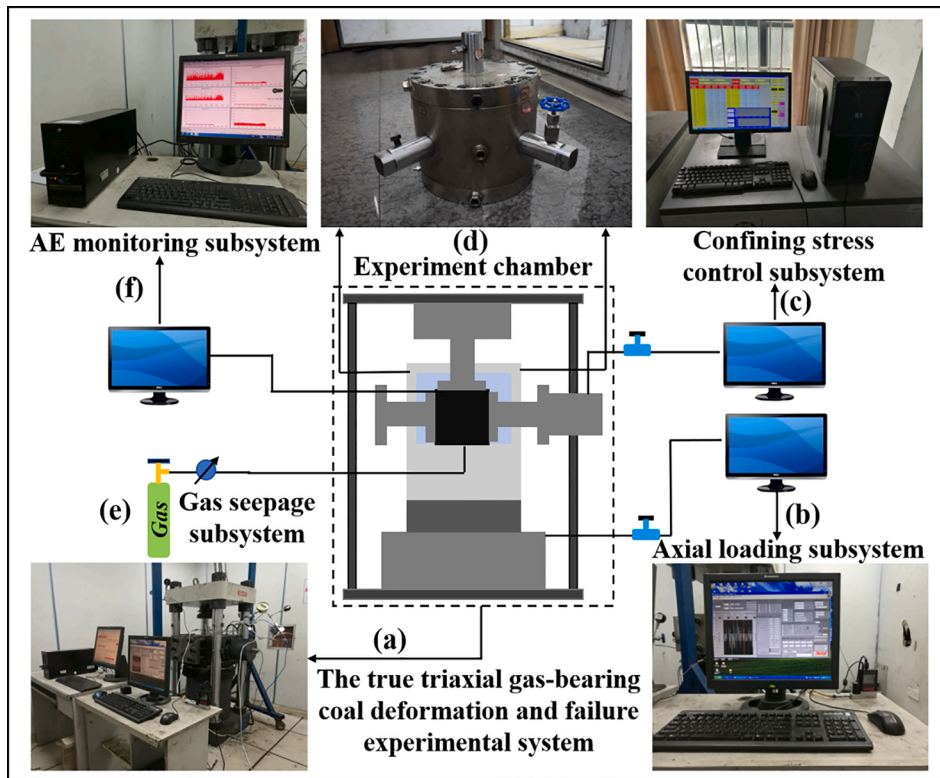 AE monitoring subsystem
(f)
(d)
Experiment chamber
Confining stress
control subsystem
(c)
(e)
Gas
Gas seepage
subsystem
(b)
Axial loading subsystem
(a)
The true triaxial gas-bearing
coal deformation and failure
experimental system